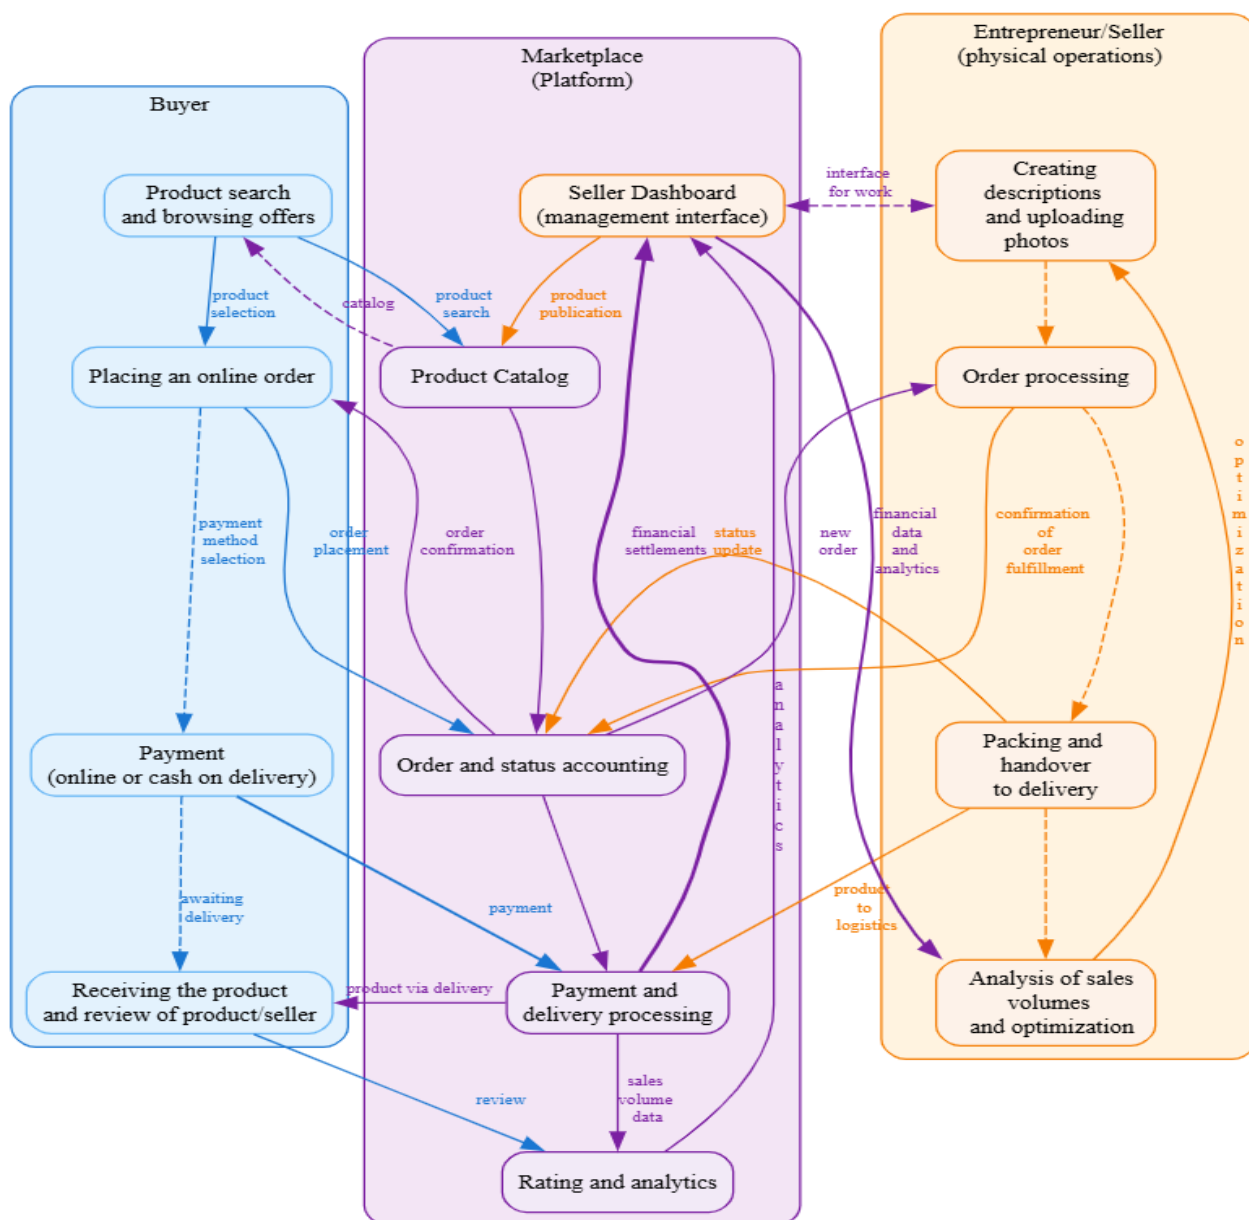 Entrepreneur/Seller
(physical operations)
Marketplace
(Platform)
Buyer
Product search
and browsing offers
Seller Dashboard
(management interface)
interface
for work
Creating
descriptions
and uploading
photos
product
selection
catalog
product
search
product
publication
Placing an online order
Product Catalog
Order processing
payment
method
selection
order
placement
order
confirmation
financial
settlements
status
update
new
order
financial
data
and
analytics
confirmation
of
order
fulfillment
optimization
analytics
Payment
(online or cash on delivery)
Order and status accounting
Packing and
handover
to delivery
awaiting
delivery
payment
product
to
logistics
Receiving the product
and review of product/seller
product via delivery
Payment and
delivery processing
Analysis of sales
volumes
and optimization
review
sales
volume
data
Rating and analytics